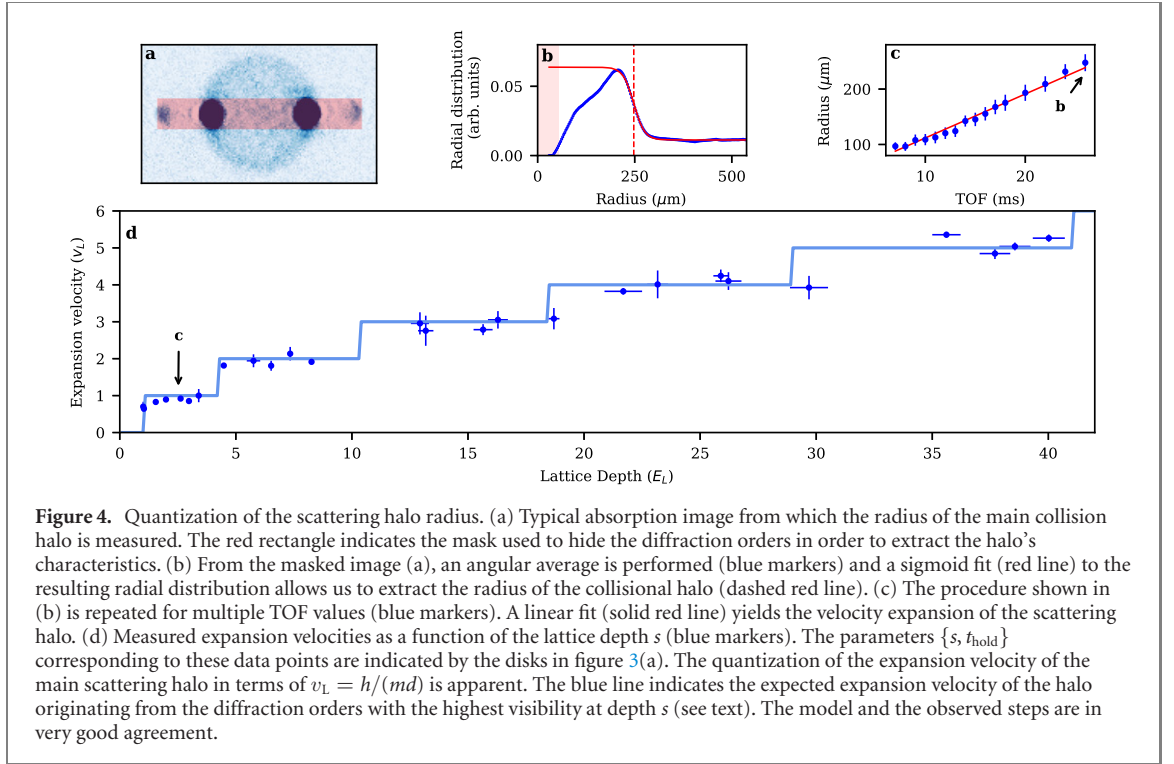 a
b
c
Radial distribution
(arb. units)
0.05
0.00
0
250
500
Radius (μm)
Radius (μm)
200
100
b
10
20
TOF (ms)
d
c
Expansion velocity (vL)
6
5
4
3
2
1
0
0
5
10
15
20
25
30
35
40
Lattice Depth (EL)
Figure 4. Quantization of the scattering halo radius. (a) Typical absorption image from which the radius of the main collision
halo is measured. The red rectangle indicates the mask used to hide the diffraction orders in order to extract the halo's
characteristics. (b) From the masked image (a), an angular average is performed (blue markers) and a sigmoid fit (red line) to the
resulting radial distribution allows us to extract the radius of the collisional halo (dashed red line). (c) The procedure shown in
(b) is repeated for multiple TOF values (blue markers). A linear fit (solid red line) yields the velocity expansion of the scattering
halo. (d) Measured expansion velocities as a function of the lattice depth s (blue markers). The parameters {s, thold}
corresponding to these data points are indicated by the disks in figure 3(a). The quantization of the expansion velocity of the
main scattering halo in terms of vL = h/(md) is apparent. The blue line indicates the expected expansion velocity of the halo
originating from the diffraction orders with the highest visibility at depth s (see text). The model and the observed steps are in
very good agreement.